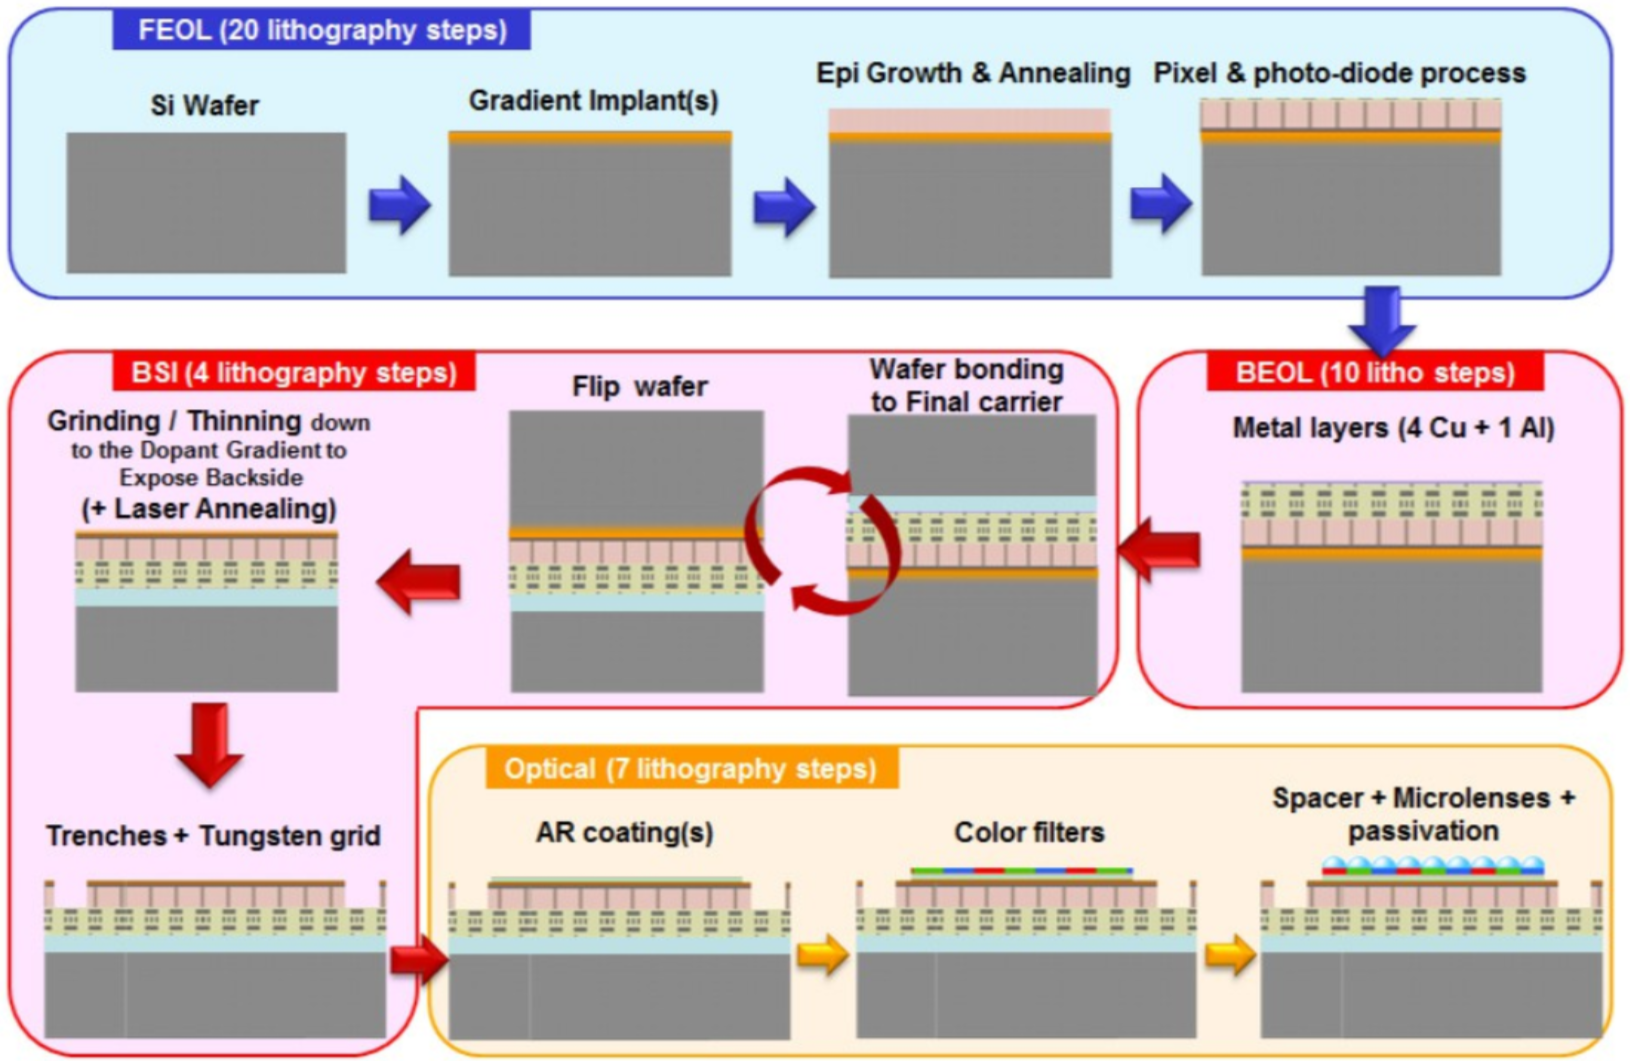 FEOL (20 lithography steps)
Si Wafer
Gradient Implant(s)
Epi Growth & Annealing
Pixel & photo-diode process
BEOL (10 litho steps)
Metal layers (4 Cu + 1 Al)
BSI (4 lithography steps)
Wafer bonding
to Final carrier
Flip wafer
Grinding / Thinning down
to the Dopant Gradient to
Expose Backside
(+ Laser Annealing)
Trenches + Tungsten grid
Optical (7 lithography steps)
AR coating(s)
Color filters
Spacer + Microlenses +
passivation